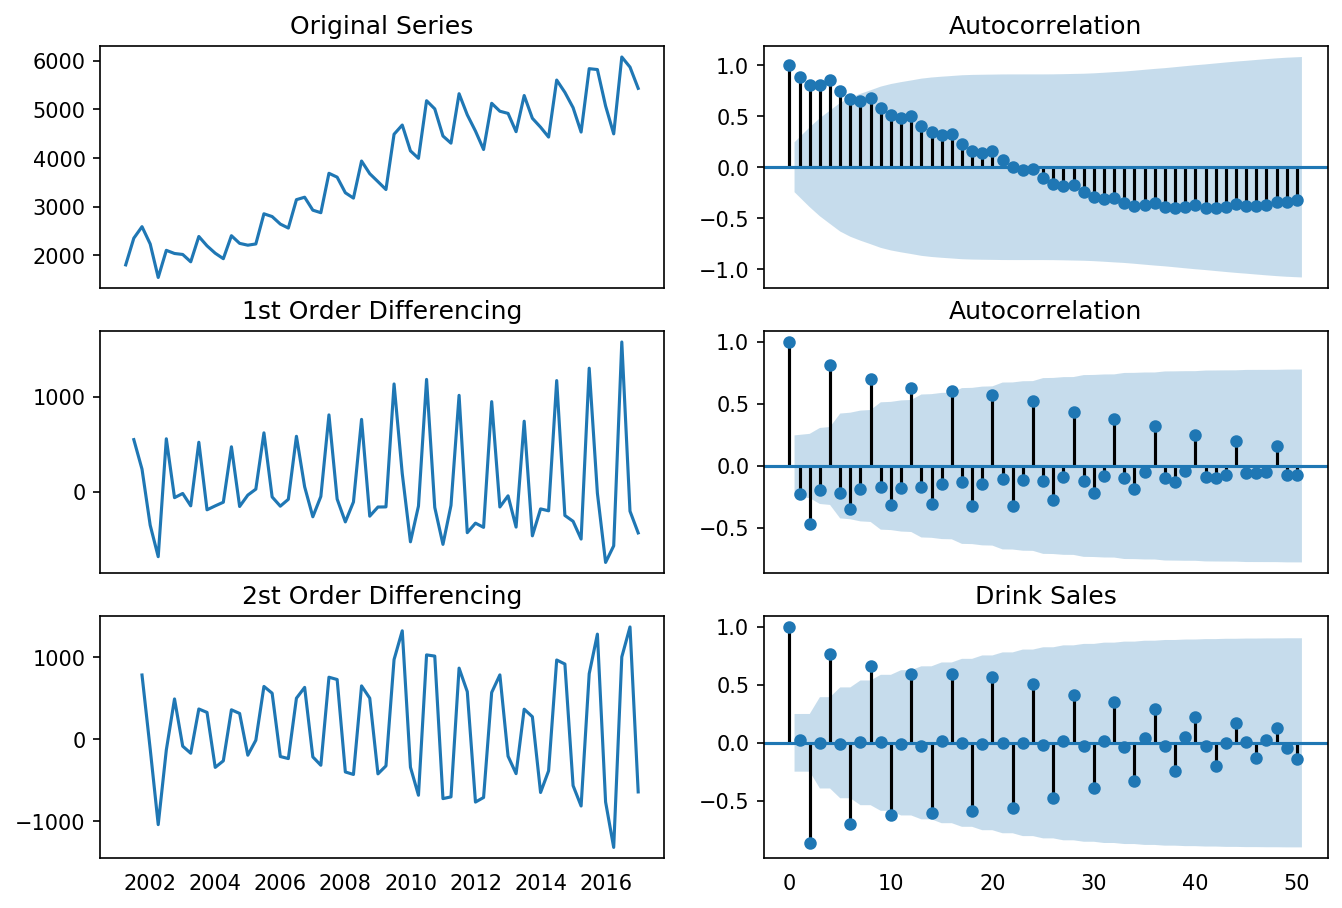 Original Series
Autocorrelation
6000
5000
4000
3000
2000
1.0
0.5
0.0
−0.5
−1.0
1st Order Differencing
Autocorrelation
1000
0
1.0
0.5
0.0
−0.5
2st Order Differencing
Drink Sales
1000
0
−1000
1.0
0.5
0.0
−0.5
2002 2004 2006 2008 2010 2012 2014 2016
0 10 20 30 40 50